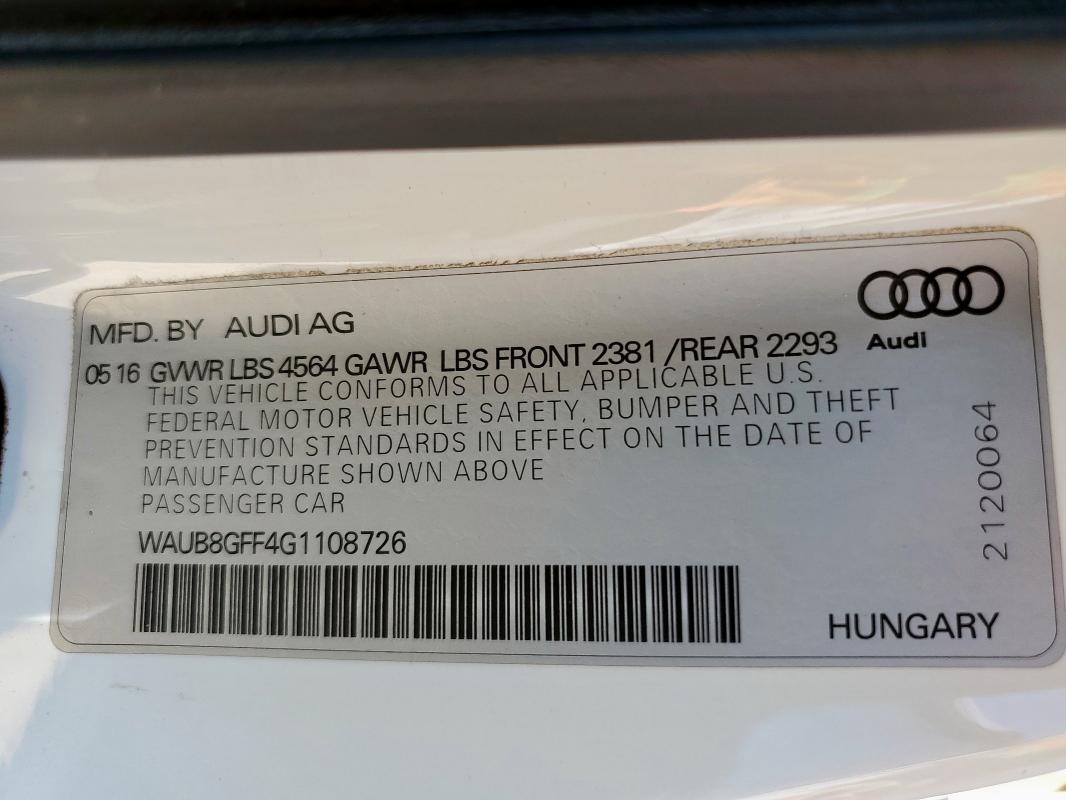 MFD. BY AUDI AG
Audi
05 16 GVWR LBS 4564 GAWR LBS FRONT 2381 /REAR 2293
THIS VEHICLE CONFORMS TO ALL APPLICABLE U.S.
FEDERAL MOTOR VEHICLE SAFETY, BUMPER AND THEFT
PREVENTION STANDARDS IN EFFECT ON THE DATE OF
MANUFACTURE SHOWN ABOVE
PASSENGER CAR
WAUB8GFF4G1108726
HUNGARY
2120064